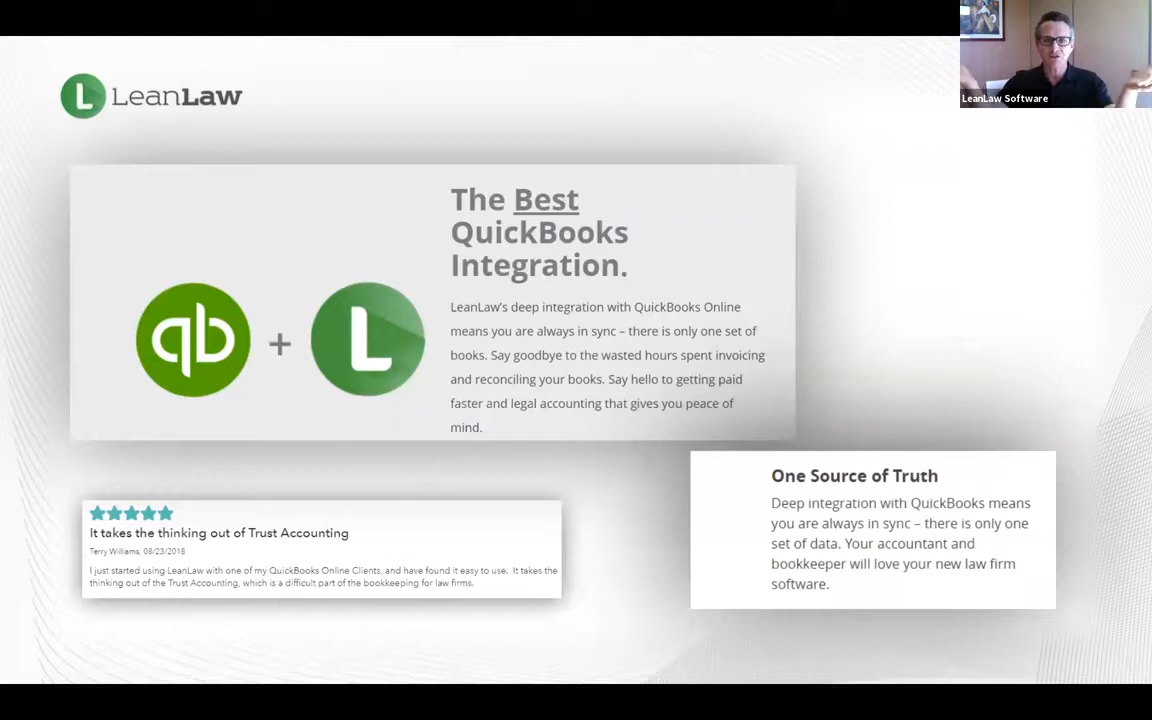 LeanLaw Software
L LeanLaw
The Best
QuickBooks
Integration.
LeanLaw’s deep integration with QuickBooks Online
means you are always in sync – there is only one set of
books. Say goodbye to the wasted hours spent invoicing
and reconciling your books. Say hello to getting paid
faster and legal accounting that gives you peace of
mind.
qb + L
It takes the thinking out of Trust Accounting
Terry Williams, 08/23/2018
I just started using LeanLaw with one of my QuickBooks Online Clients, and have found it easy to use. It takes the
thinking out of the Trust Accounting, which is a difficult part of the bookkeeping for law firms.
One Source of Truth
Deep integration with QuickBooks means
you are always in sync – there is only one
set of data. Your accountant and
bookkeeper will love your new law firm
software.